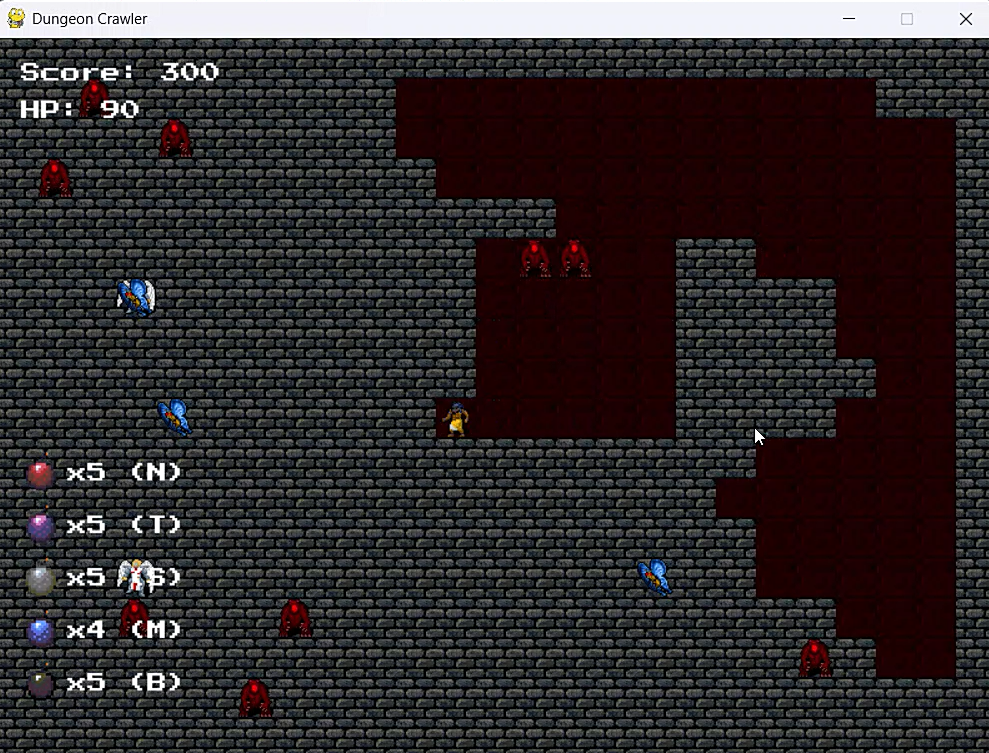 Dungeon Crawler
Score: 300
HP: 90
x5 (N)
x5 (T)
x5 (S)
x4 (M)
x5 (B)